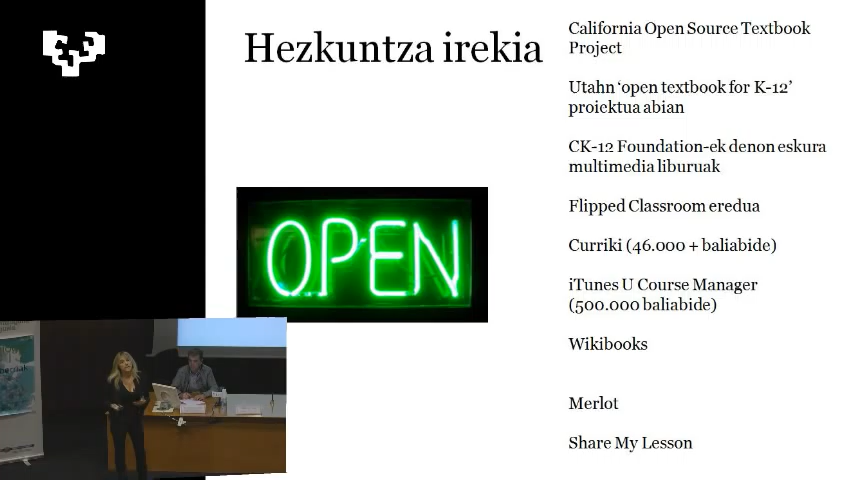 Hezkuntza irekia
OPEN
California Open Source Textbook
Project
Utahn ‘open textbook for K-12’
proiektua abian
CK-12 Foundation-ek denon eskura
multimedia liburuak
Flipped Classroom eredua
Curriki (46.000 + baliabide)
iTunes U Course Manager
(500.000 baliabide)
Wikibooks
Merlot
Share My Lesson